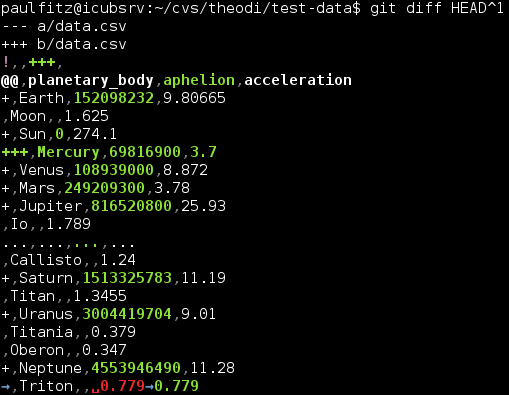 paulfitz@icubsrv:~/cvs/theodi/test-data$ git diff HEAD^1
--- a/data.csv
+++ b/data.csv
!,,+++,
@@,planetary_body,aphelion,acceleration
+,Earth,152098232,9.80665
,Moon,,1.625
+,Sun,0,274.1
+++,Mercury,69816900,3.7
+,Venus,108939000,8.872
+,Mars,249209300,3.78
+,Jupiter,816520800,25.93
,Io,,1.789
...,...,...,...
,Callisto,,1.24
+,Saturn,1513325783,11.19
,Titan,,1.3455
+,Uranus,3004419704,9.01
,Titania,,0.379
,Oberon,,0.347
+,Neptune,4553946490,11.28
→,Triton,,␣0.779→0.779